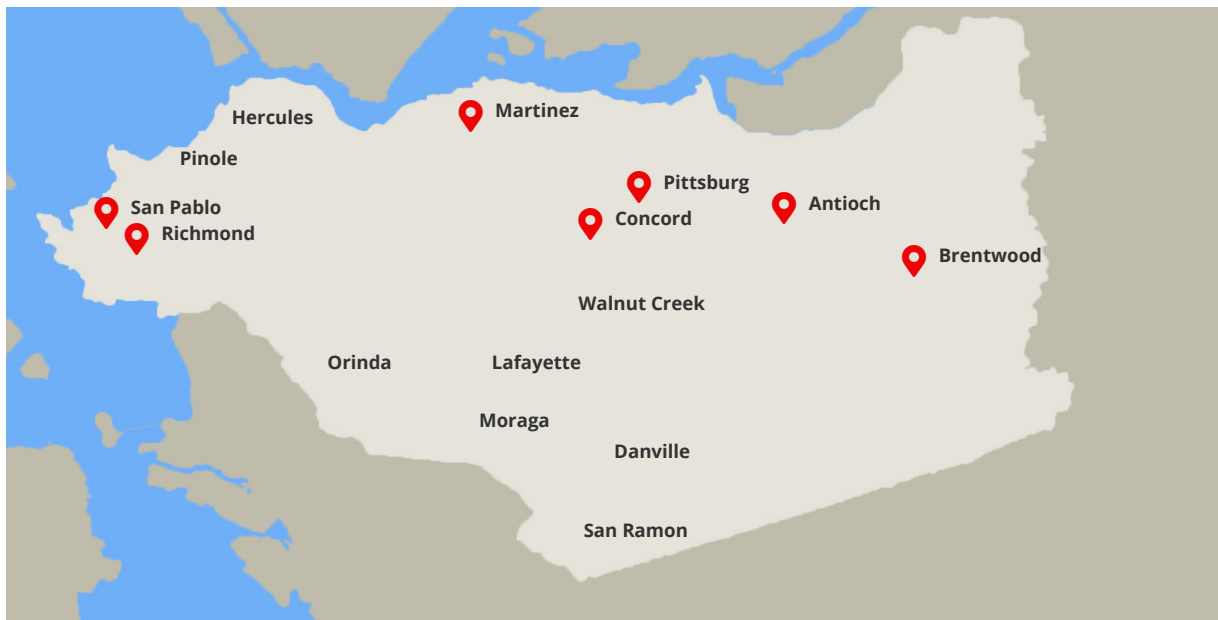 Hercules
Martinez
Pinole
Pittsburg
San Pablo
Antioch
Concord
Richmond
Brentwood
Walnut Creek
Orinda
Lafayette
Moraga
Danville
San Ramon